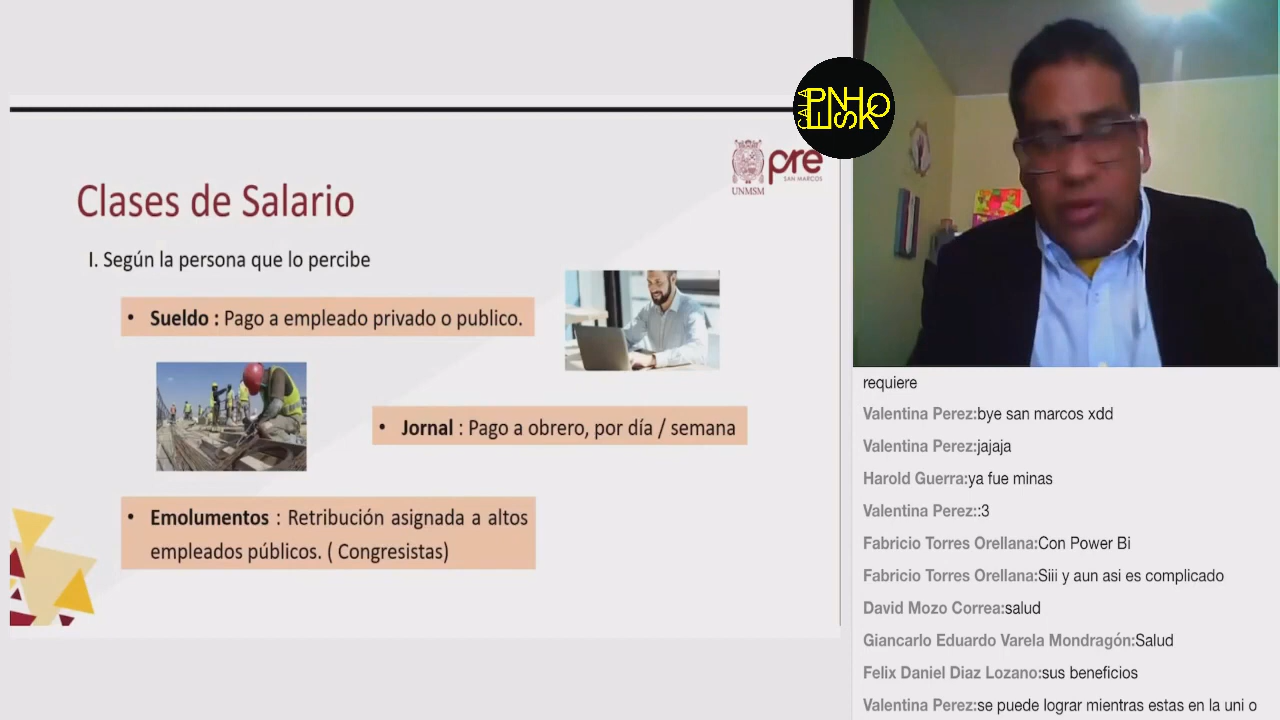 CALA
PENHO
ESK
pre
SAN MARCOS
UNMSM
Clases de Salario
I. Según la persona que lo percibe
• Sueldo : Pago a empleado privado o publico.
• Jornal : Pago a obrero, por día / semana
• Emolumentos : Retribución asignada a altos
empleados públicos. ( Congresistas)
requiere
Valentina Perez:bye san marcos xdd
Valentina Perez:jajaja
Harold Guerra:ya fue minas
Valentina Perez::3
Fabricio Torres Orellana:Con Power Bi
Fabricio Torres Orellana:Siii y aun asi es complicado
David Mozo Correa:salud
Giancarlo Eduardo Varela Mondragón:Salud
Felix Daniel Diaz Lozano:sus beneficios
Valentina Perez:se puede lograr mientras estas en la uni o